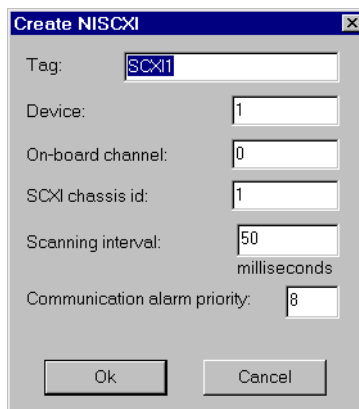 Create NISCXI
Tag: SCXI1
Device: 1
On-board channel: 0
SCXI chassis id: 1
Scanning interval: 50
milliseconds
Communication alarm priority: 8
Ok Cancel